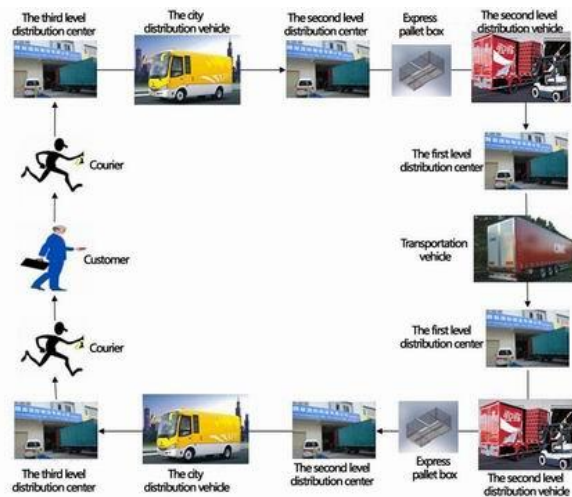 The third level
distribution center
The city
distribution vehicle
The second level
distribution center
Express
pallet box
The second level
distribution vehicle
Courier
The first level
distribution center
Customer
Transportation
vehicle
Courier
The first level
distribution center
The third level
distribution center
The city
distribution vehicle
The second level
distribution center
Express
pallet box
The second level
distribution vehicle